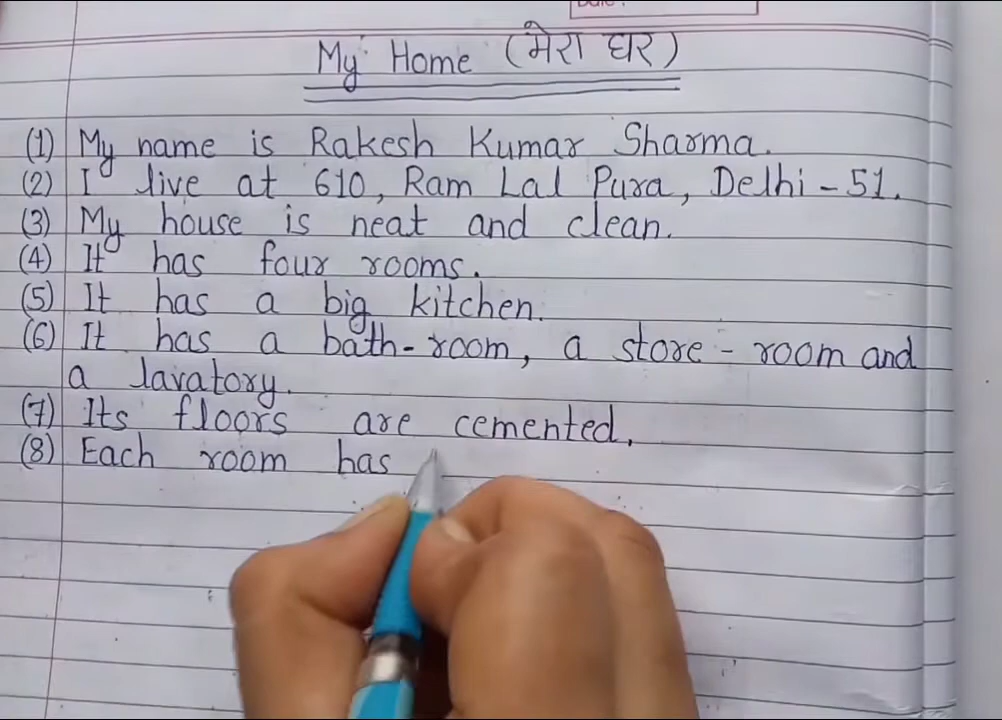 My Home (मेरा घर)
(1) My name is Rakesh Kumar Sharma.
(2) I live at 610, Ram Lal Pura, Delhi - 51.
(3) My house is neat and clean.
(4) It has four rooms.
(5) It has a big kitchen.
(6) It has a bath-room, a store - room and
a lavatory.
(7) Its floors are cemented.
(8) Each room has